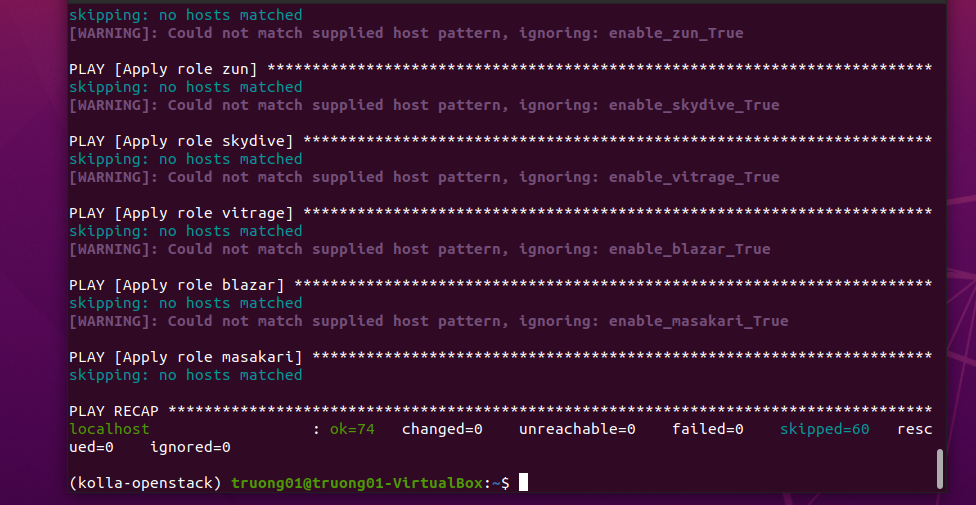 skipping: no hosts matched
[WARNING]: Could not match supplied host pattern, ignoring: enable_zun_True
PLAY [Apply role zun] **************************************************************************
skipping: no hosts matched
[WARNING]: Could not match supplied host pattern, ignoring: enable_skydive_True
PLAY [Apply role skydive] **********************************************************************
skipping: no hosts matched
[WARNING]: Could not match supplied host pattern, ignoring: enable_vitrage_True
PLAY [Apply role vitrage] **********************************************************************
skipping: no hosts matched
[WARNING]: Could not match supplied host pattern, ignoring: enable_blazar_True
PLAY [Apply role blazar] ***********************************************************************
skipping: no hosts matched
[WARNING]: Could not match supplied host pattern, ignoring: enable_masakari_True
PLAY [Apply role masakari] *********************************************************************
skipping: no hosts matched
PLAY RECAP *************************************************************************************
localhost                  : ok=74   changed=0    unreachable=0    failed=0    skipped=60   resc
ued=0    ignored=0
(kolla-openstack) truong01@truong01-VirtualBox:~$